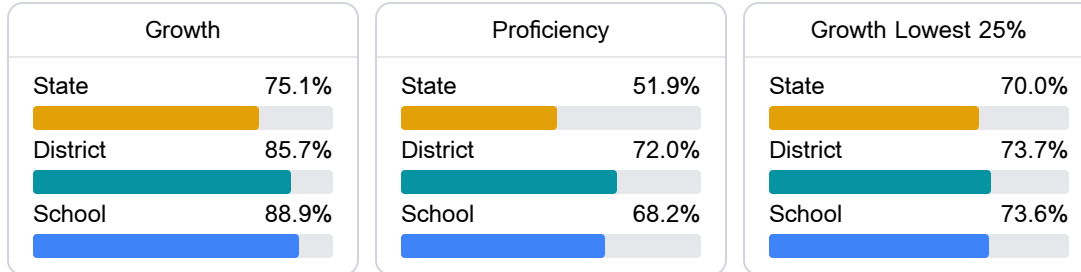 Growth
State 75.1%
District 85.7%
School 88.9%
Proficiency
State 51.9%
District 72.0%
School 68.2%
Growth Lowest 25%
State 70.0%
District 73.7%
School 73.6%